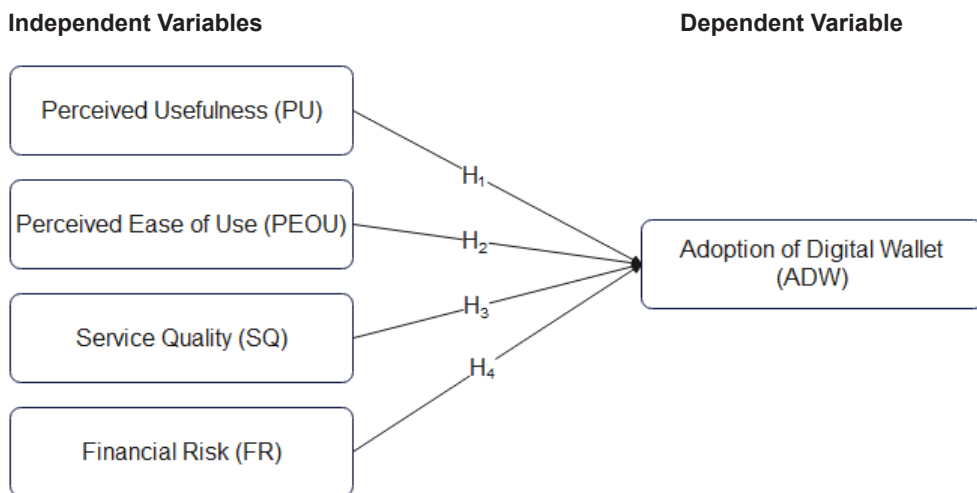 Independent Variables
Dependent Variable
Perceived Usefulness (PU)
H₁
Perceived Ease of Use (PEOU)
H₂
Adoption of Digital Wallet
(ADW)
Service Quality (SQ)
H₃
H₄
Financial Risk (FR)